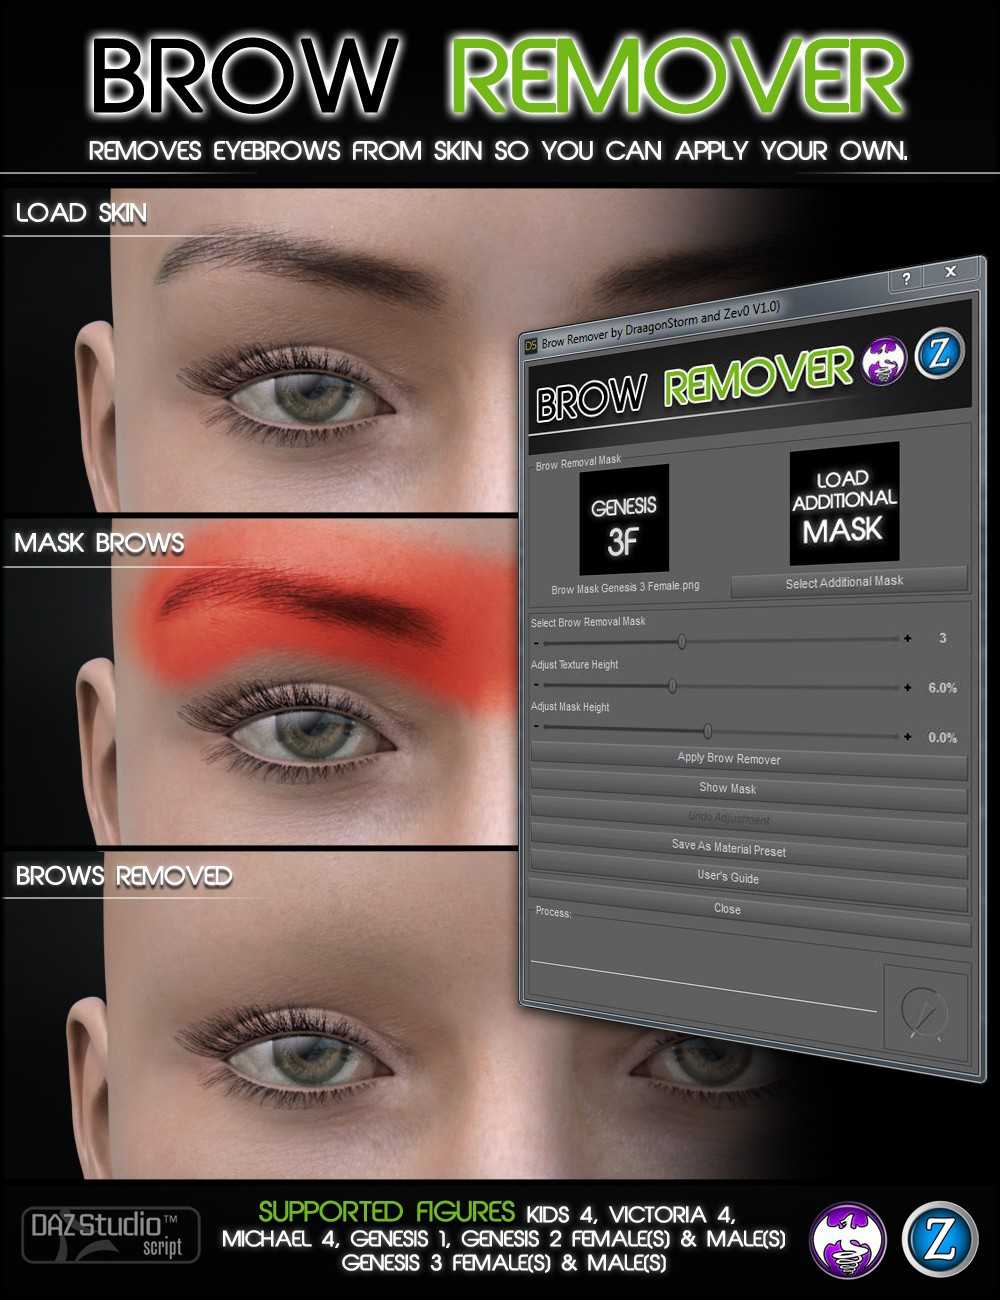 BROW REMOVER
REMOVES EYEBROWS FROM SKIN SO YOU CAN APPLY YOUR OWN.
LOAD SKIN
MASK BROWS
BROWS REMOVED
? X
DS Brow Remover by DraagonStorm and Zev0 V1.0)
BROW REMOVER
Z
Brow Removal Mask
GENESIS
3F
Brow Mask Genesis 3 Female.png
LOAD
ADDITIONAL
MASK
Select Additional Mask
Select Brow Removal Mask
- + 3
Adjust Texture Height
- + 6.0%
Adjust Mask Height
- + 0.0%
Apply Brow Remover
Show Mask
Undo Adjustment
Save As Material Preset
User's Guide
Close
Process:
DAZ Studio™
script
SUPPORTED FIGURES KIDS 4, VICTORIA 4,
MICHAEL 4, GENESIS 1, GENESIS 2 FEMALE(S) & MALE(S)
GENESIS 3 FEMALE(S) & MALE(S)
Z